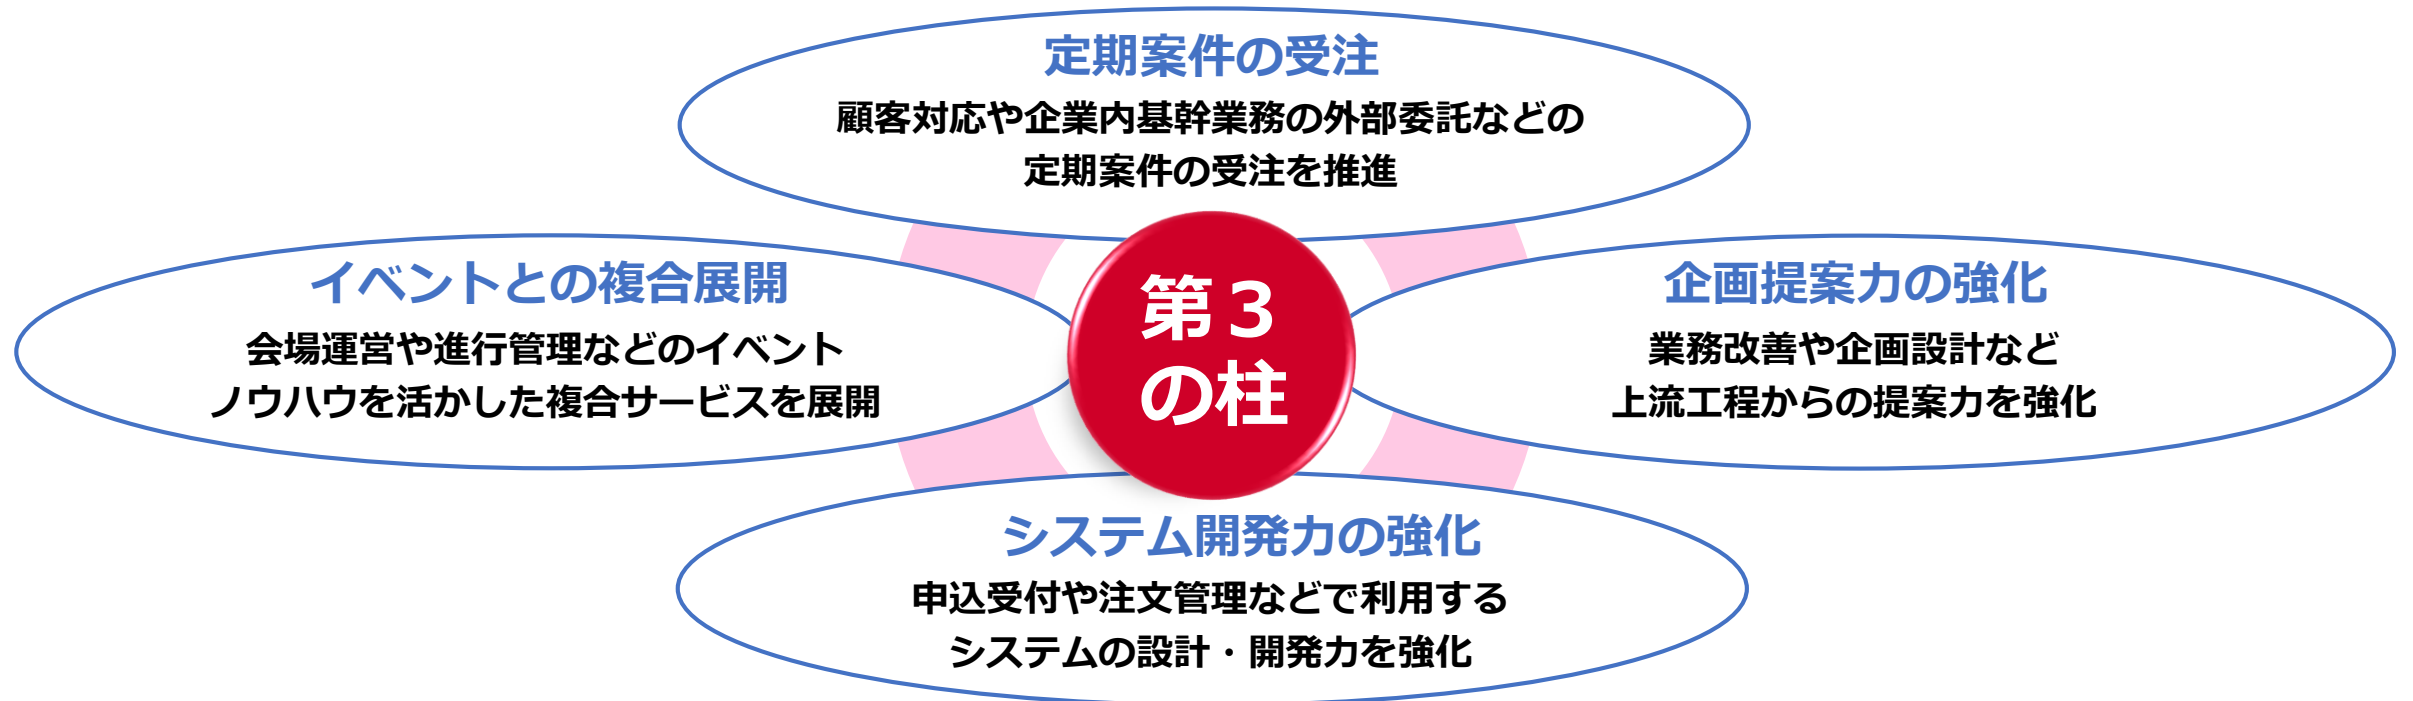 定期案件の受注
顧客対応や企業内基幹業務の外部委託などの
定期案件の受注を推進
イベントとの複合展開
会場運営や進行管理などのイベント
ノウハウを活かした複合サービスを展開
第３
の柱
企画提案力の強化
業務改善や企画設計など
上流工程からの提案力を強化
システム開発力の強化
申込受付や注文管理などで利用する
システムの設計・開発力を強化